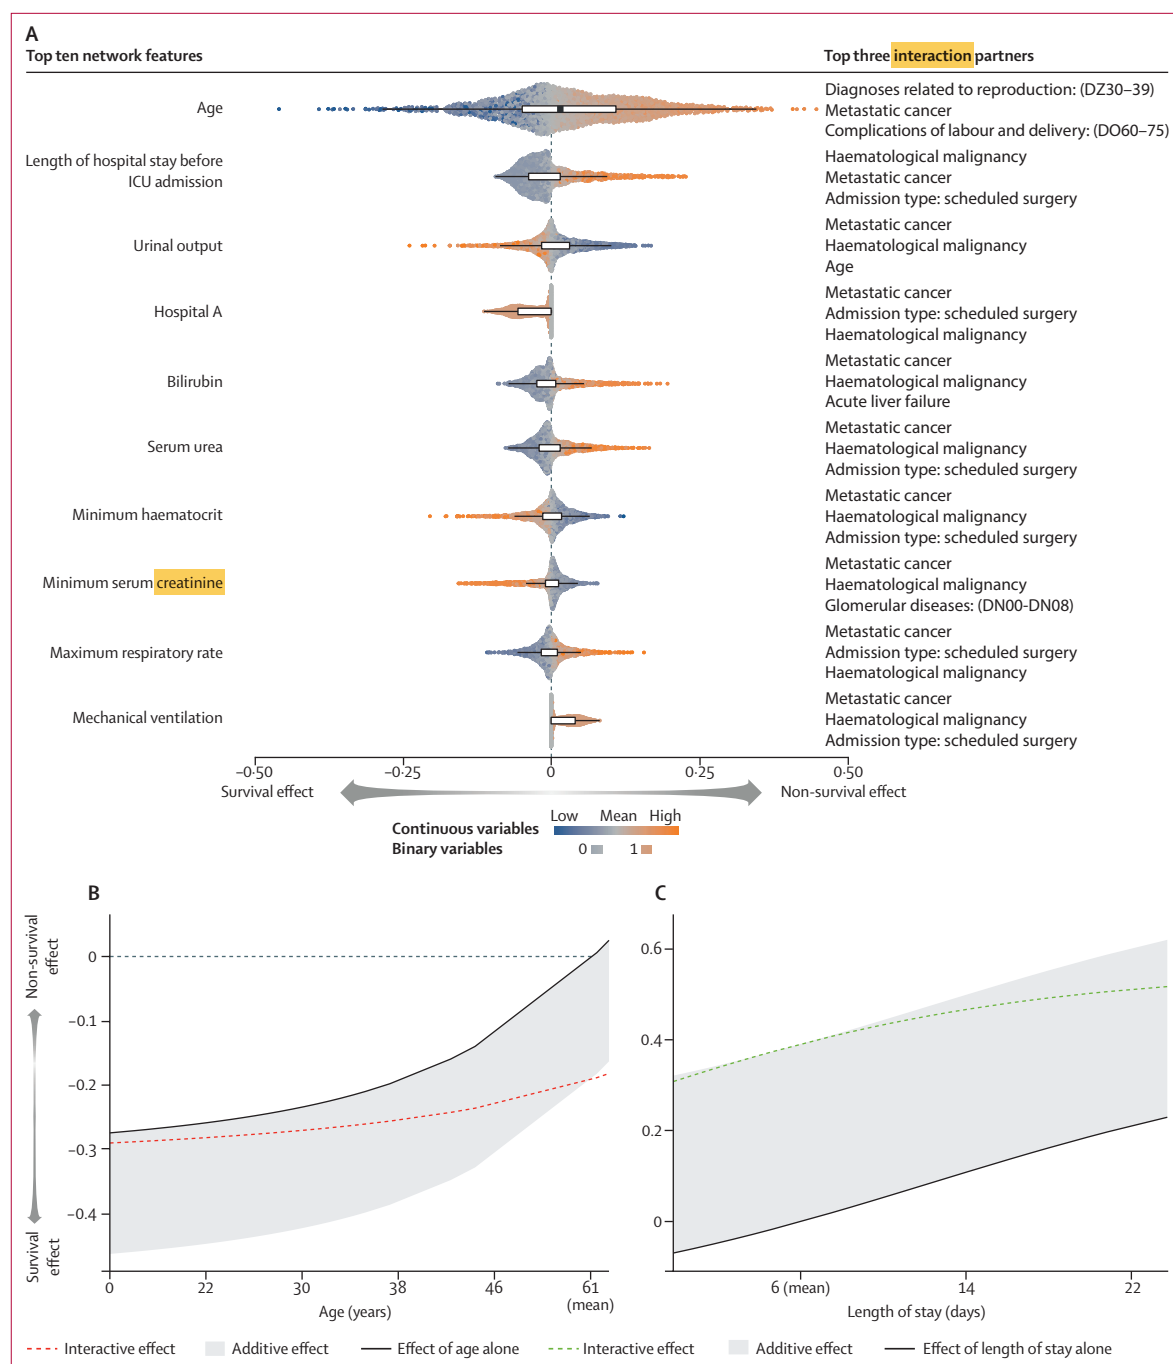 A
Top ten network features
Top three interaction partners
Age
Diagnoses related to reproduction: (DZ30–39)
Metastatic cancer
Complications of labour and delivery: (DO60–75)
Length of hospital stay before
ICU admission
Haematological malignancy
Metastatic cancer
Admission type: scheduled surgery
Urinal output
Metastatic cancer
Haematological malignancy
Age
Hospital A
Metastatic cancer
Admission type: scheduled surgery
Haematological malignancy
Bilirubin
Metastatic cancer
Haematological malignancy
Acute liver failure
Serum urea
Metastatic cancer
Haematological malignancy
Admission type: scheduled surgery
Minimum haematocrit
Metastatic cancer
Haematological malignancy
Admission type: scheduled surgery
Minimum serum creatinine
Metastatic cancer
Haematological malignancy
Glomerular diseases: (DN00-DN08)
Maximum respiratory rate
Metastatic cancer
Admission type: scheduled surgery
Haematological malignancy
Mechanical ventilation
Metastatic cancer
Haematological malignancy
Admission type: scheduled surgery
–0·50 –0·25 0 0·25 0·50
Survival effect Non-survival effect
Low Mean High
Continuous variables
Binary variables 0 1
B
Non-survival
effect
Survival
effect
0
–0.1
–0.2
–0.3
–0.4
0 22 30 38 46 61
(mean)
Age (years)
C
0.6
0.4
0.2
0
6 (mean) 14 22
Length of stay (days)
Interactive effect Additive effect Effect of age alone Interactive effect Additive effect Effect of length of stay alone